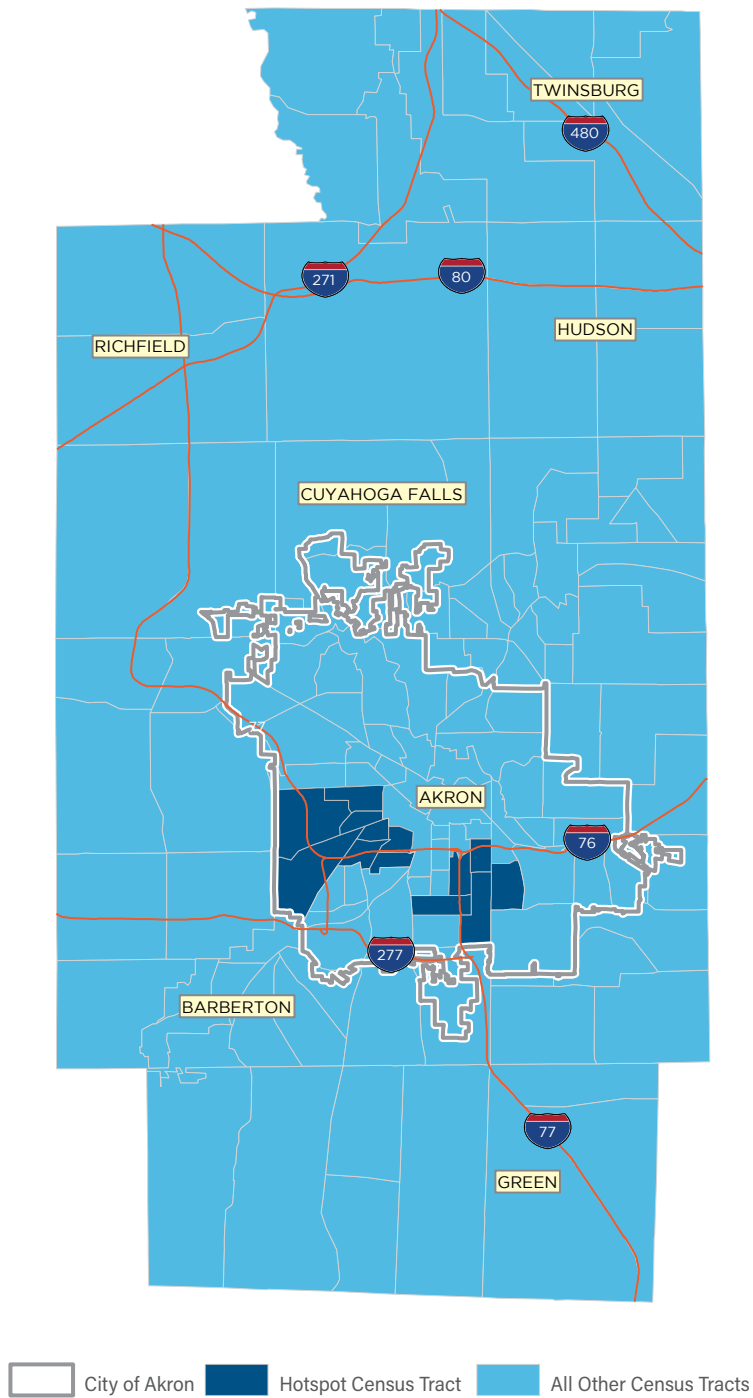 TWINSBURG
480
271
80
HUDSON
RICHFIELD
CUYAHOGA FALLS
77
AKRON
76
277
BARBERTON
77
GREEN
City of Akron
Hotspot Census Tract
All Other Census Tracts